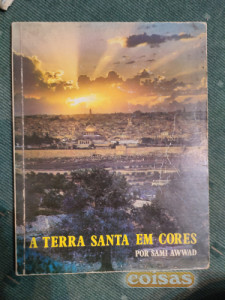 A TERRA SANTA EM CORES
POR SAMI AWWAD
coisas